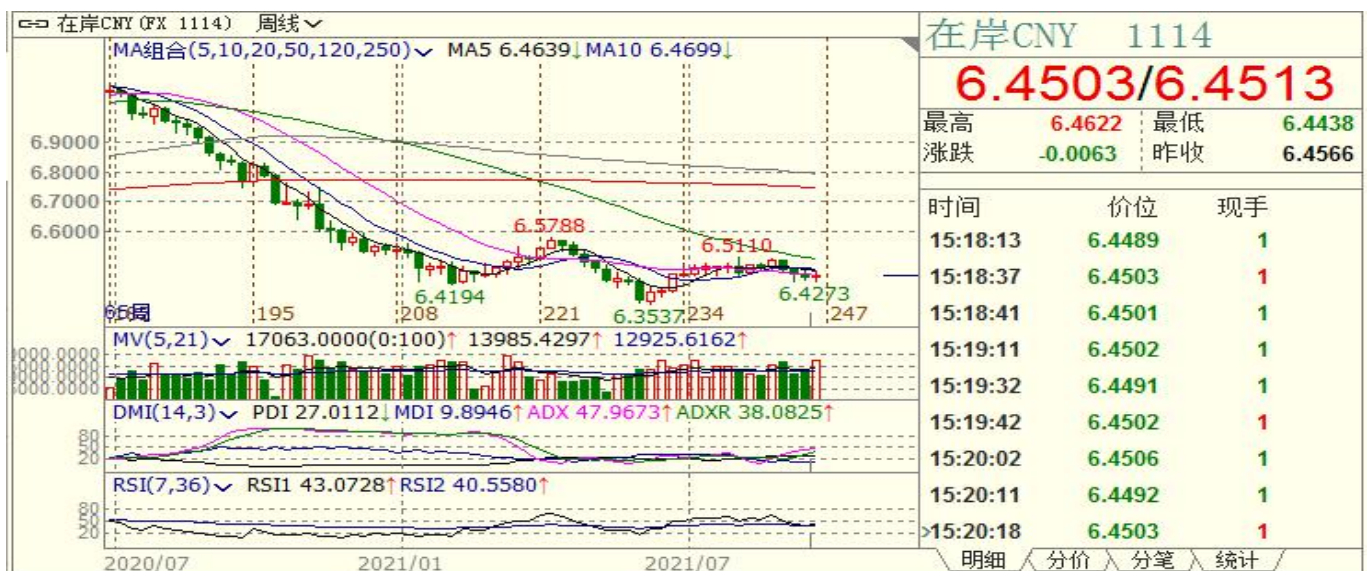 在岸CNY(FX 1114) 周线
MA组合(5,10,20,50,120,250) MA5 6.4639↓ MA10 6.4699↓
6.9000
6.8000
6.7000
6.6000
6.5788
6.5110
6.4194
6.3537
6.4273
195
208
221
234
247
MV(5,21) 17063.0000(0:100)↑ 13985.4297↑ 12925.6162↑
DMI(14,3) PDI 27.0112↓ MDI 9.8946↑ ADX 47.9673↑ ADXR 38.0825↑
80
50
20
RSI(7,36) RSI1 43.0728↑ RSI2 40.5580↑
80
50
20
2020/07 2021/01 2021/07
在岸CNY 1114
6.4503/6.4513
最高 6.4622 最低 6.4438
涨跌 -0.0063 昨收 6.4566
时间 价位 现手
15:18:13 6.4489 1
15:18:37 6.4503 1
15:18:41 6.4501 1
15:19:11 6.4502 1
15:19:32 6.4491 1
15:19:42 6.4502 1
15:20:02 6.4506 1
15:20:11 6.4492 1
>15:20:18 6.4503 1
明细 分价 分笔 统计